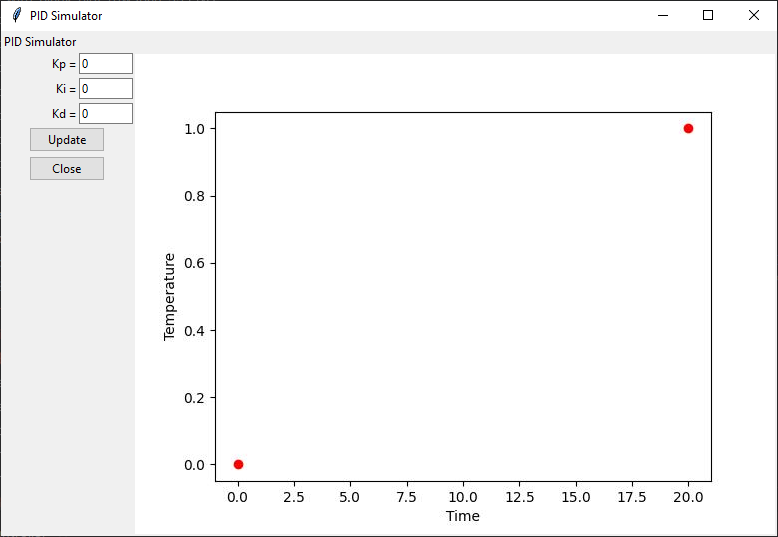 PID Simulator
PID Simulator
Kp = 0
Ki = 0
Kd = 0
Update
Close
1.0
0.8
0.6
0.4
0.2
0.0
Temperature
0.0 2.5 5.0 7.5 10.0 12.5 15.0 17.5 20.0
Time